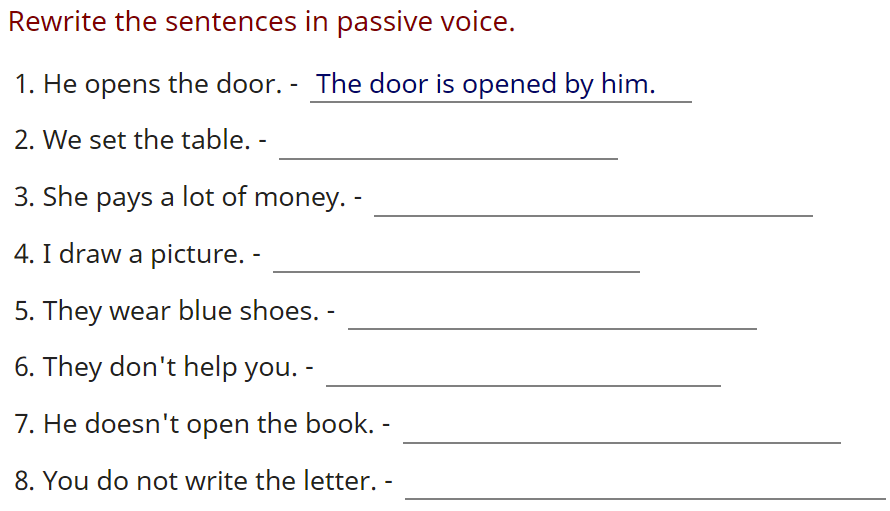 Rewrite the sentences in passive voice.
1. He opens the door. - The door is opened by him.
2. We set the table. -
3. She pays a lot of money. -
4. I draw a picture. -
5. They wear blue shoes. -
6. They don't help you. -
7. He doesn't open the book. -
8. You do not write the letter. -